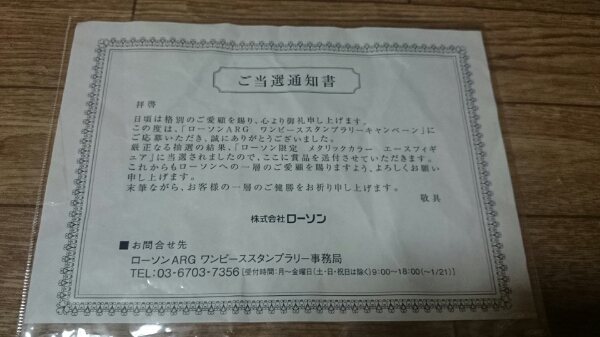 ご当選通知書
拝啓
日頃は格別のご愛顧を賜り、心より御礼申し上げます。
この度は、「ローソンARG ワンピーススタンプラリーキャンペーン」に
ご応募いただき、誠にありがとうございました。
厳正なる抽選の結果、「ローソン限定 メタリックカラー エースフィギ
ュア」に当選されましたので、ここに賞品を送付させていただきます。
これからもローソンへの一層のご愛顧を賜りますよう、よろしくお願い
申し上げます。
末筆ながら、お客様の一層のご健勝をお祈り申し上げます。
敬具
株式会社ローソン
■お問合せ先
ローソンARG ワンピーススタンプラリー事務局
TEL:03-6703-7356[受付時間:月～金曜日(土・日・祝日は除く)9:00～18:00(～1/21)]